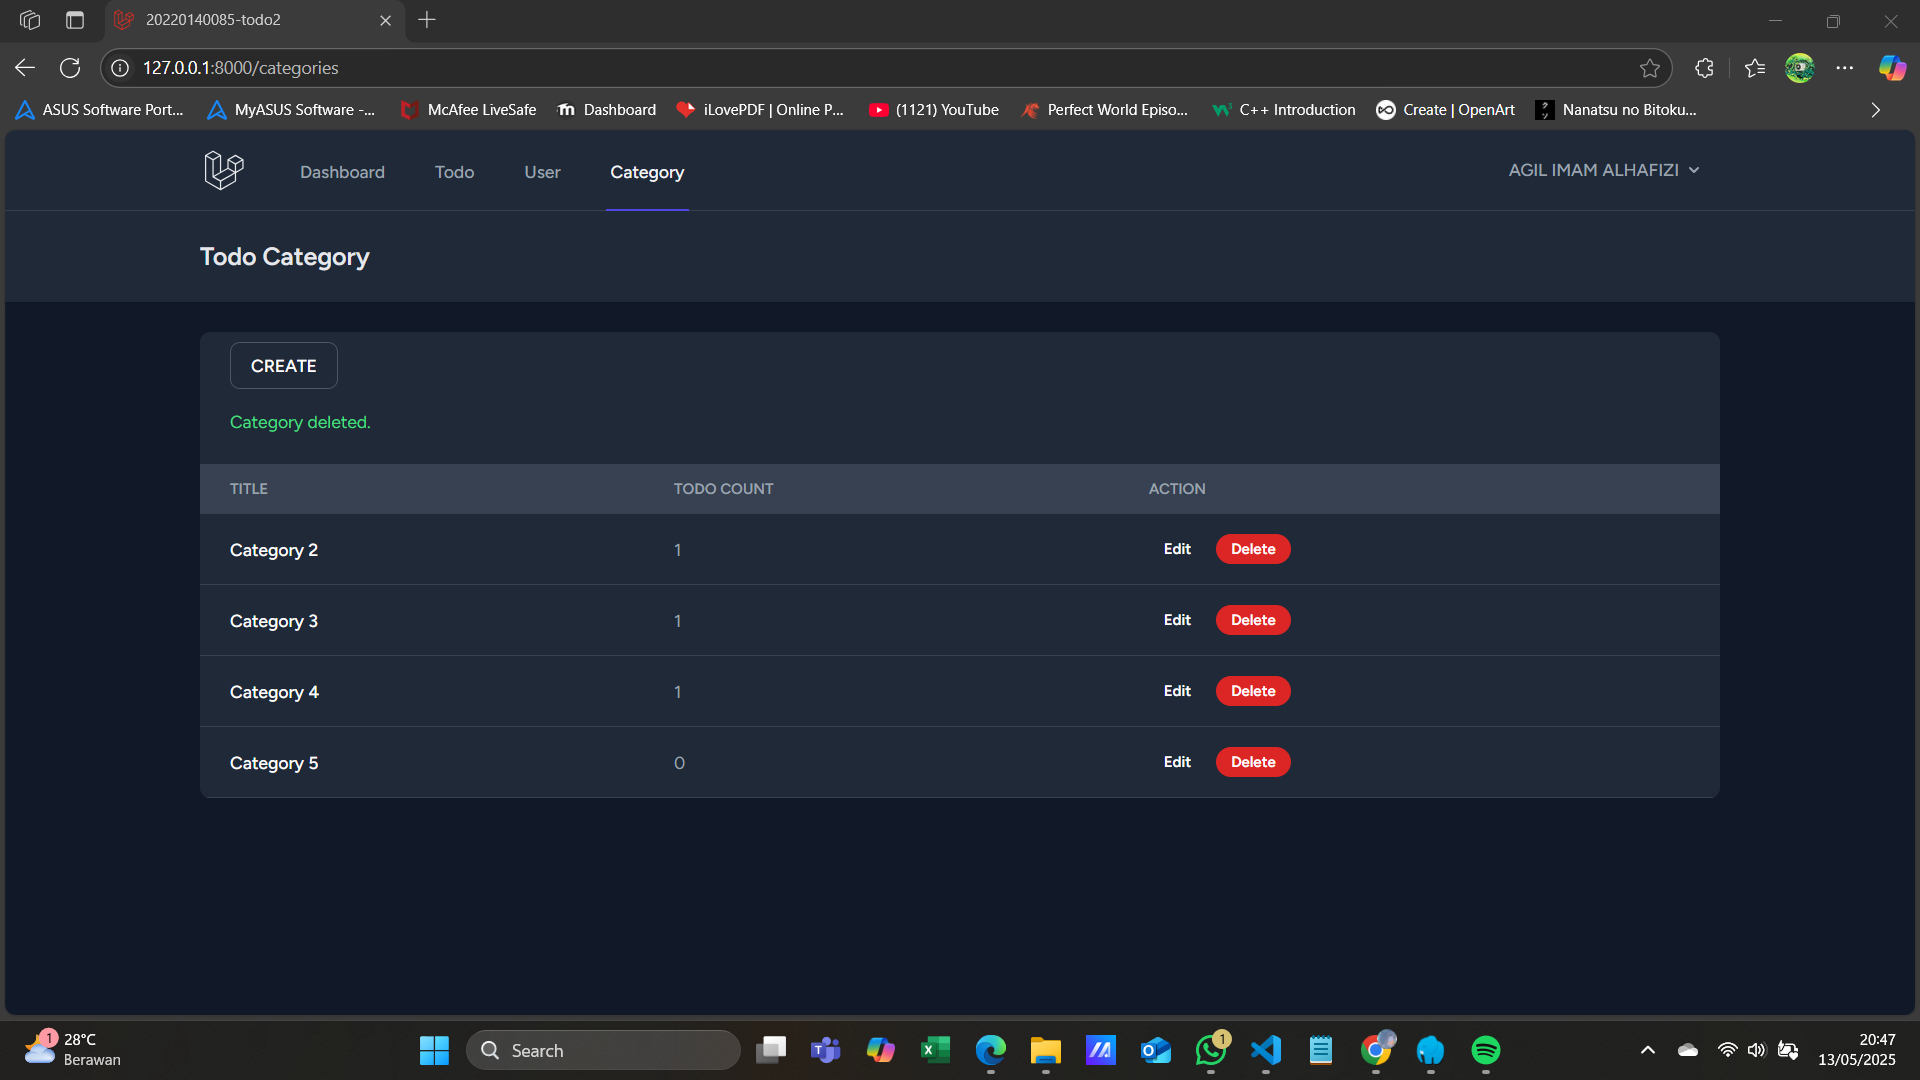 20220140085-todo2
127.0.0.1:8000/categories
ASUS Software Port... MyASUS Software -... McAfee LiveSafe Dashboard iLovePDF | Online P... (1121) YouTube Perfect World Episo... C++ Introduction Create | OpenArt Nanatsu no Bitoku...
Dashboard Todo User Category AGIL IMAM ALHAFIZI
Todo Category
CREATE
Category deleted.
TITLE TODO COUNT ACTION
Category 2 1 Edit Delete
Category 3 1 Edit Delete
Category 4 1 Edit Delete
Category 5 0 Edit Delete
1 28°C
Berawan
Search
1
20:47
13/05/2025